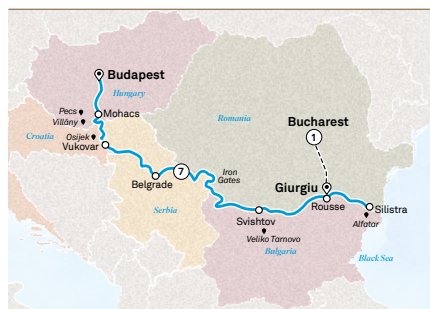 Budapest
Hungary
Pecs
Villány
Mohacs
Osijek
Croatia
Vukovar
Romania
Bucharest
1
Belgrade
7
Iron
Gates
Giurgiu
Rousse
Silistra
Serbia
Svishtov
Alfatar
Veliko Tarnovo
Bulgaria
Black Sea